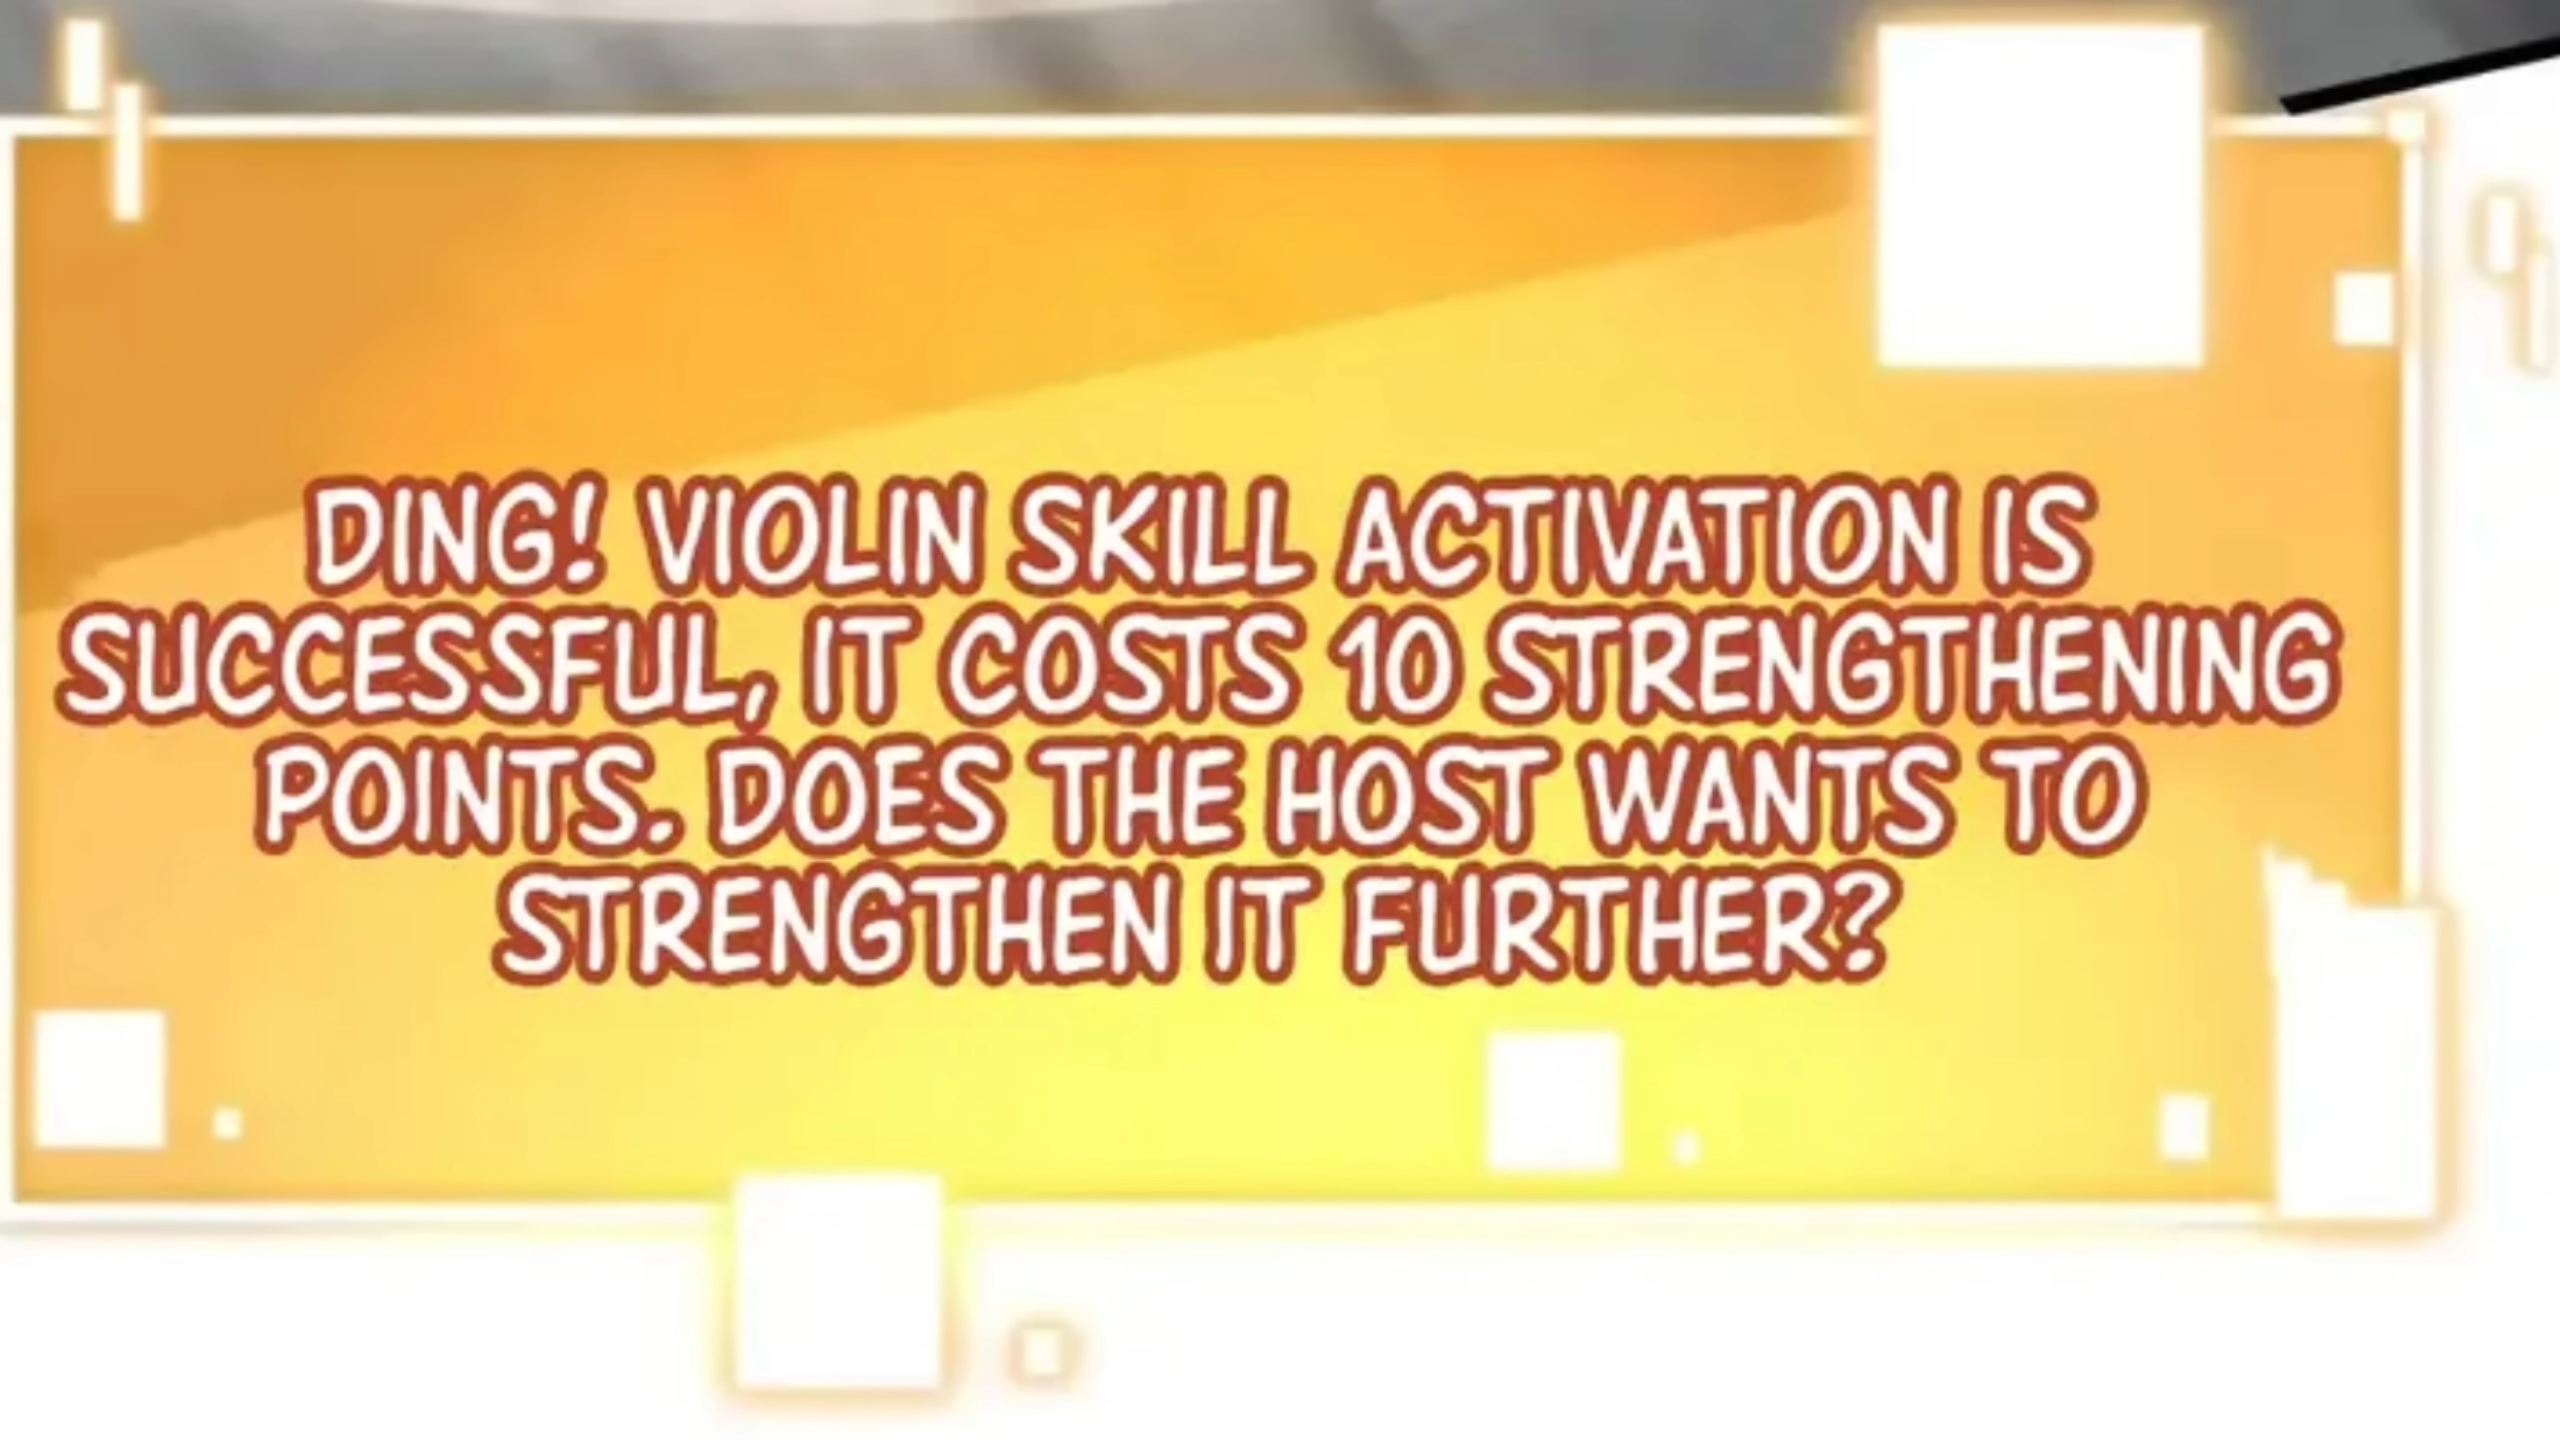 DING! VIOLIN SKILL ACTIVATION IS
SUCCESSFUL, IT COSTS 10 STRENGTHENING
POINTS. DOES THE HOST WANTS TO
STRENGTHEN IT FURTHER?